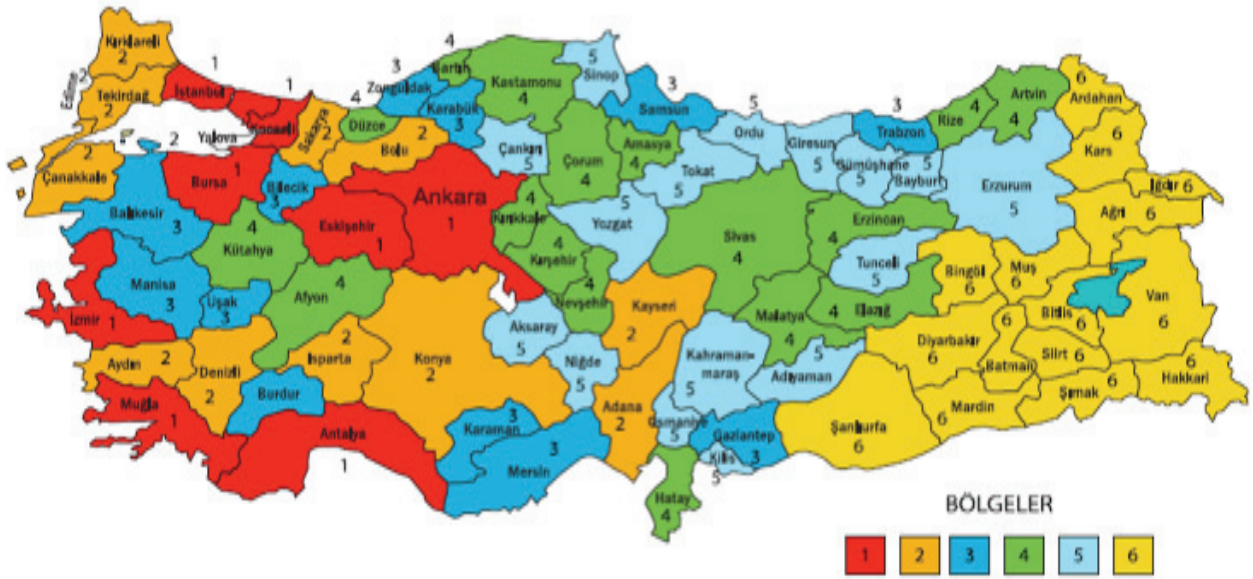 Kırklareli
2
Edirne
2
Tekirdağ
2
1
İstanbul
1
Kocaeli
2
Yalova
Sakarya
2
4
Düzce
3
Zonguldak
4
Bartın
Karabük
3
Kastamonu
4
5
Sinop
3
Samsun
5
Ordu
Giresun
5
3
Trabzon
Rize
4
Artvin
4
6
Ardahan
Kars
6
Iğdır 6
Ağrı
6
Çanakkale
2
Balıkesir
3
Bursa
1
Bilecik
3
Bolu
2
Çankırı
5
Çorum
4
Amasya
4
Tokat
5
Gümüşhane
5
Bayburt
5
Erzurum
5
Kütahya
4
Eskişehir
1
Ankara
1
Kırıkkale
4
Yozgat
5
Sivas
4
Erzincan
4
Tunceli
5
Bingöl
6
Muş
6
Bitlis
6
Van
6
İzmir
1
Manisa
3
Uşak
3
Afyon
4
Kırşehir
4
Nevşehir
4
Kayseri
2
Malatya
4
Elazığ
4
Diyarbakır
6
Batman
6
Siirt
6
Şırnak
6
Hakkari
6
Aydın
2
Denizli
2
Isparta
2
Konya
2
Aksaray
5
Niğde
5
Kahraman-
maraş
5
Adıyaman
5
Şanlıurfa
6
Mardin
6
Muğla
1
Burdur
Antalya
1
Karaman
3
Mersin
3
Adana
2
Osmaniye
5
Gaziantep
3
Kilis
5
Hatay
4
BÖLGELER
1 2 3 4 5 6